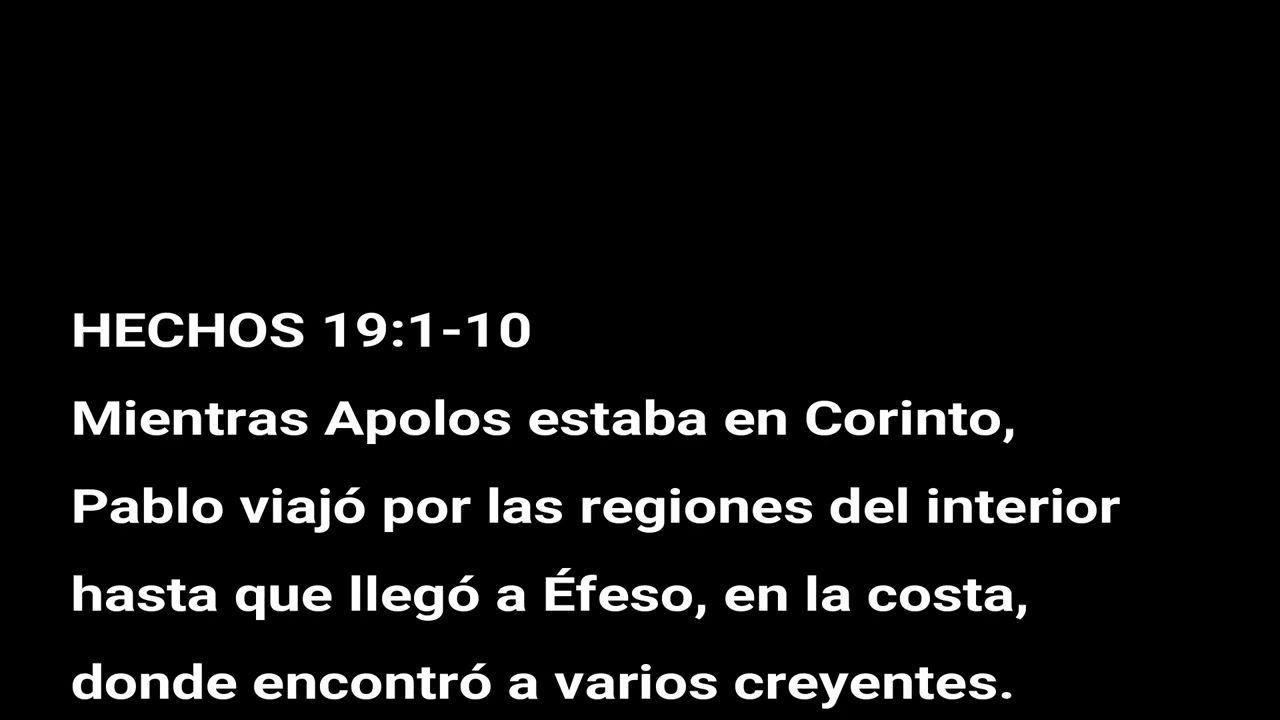 HECHOS 19:1-10
Mientras Apolos estaba en Corinto,
Pablo viajó por las regiones del interior
hasta que llegó a Éfeso, en la costa,
donde encontró a varios creyentes.